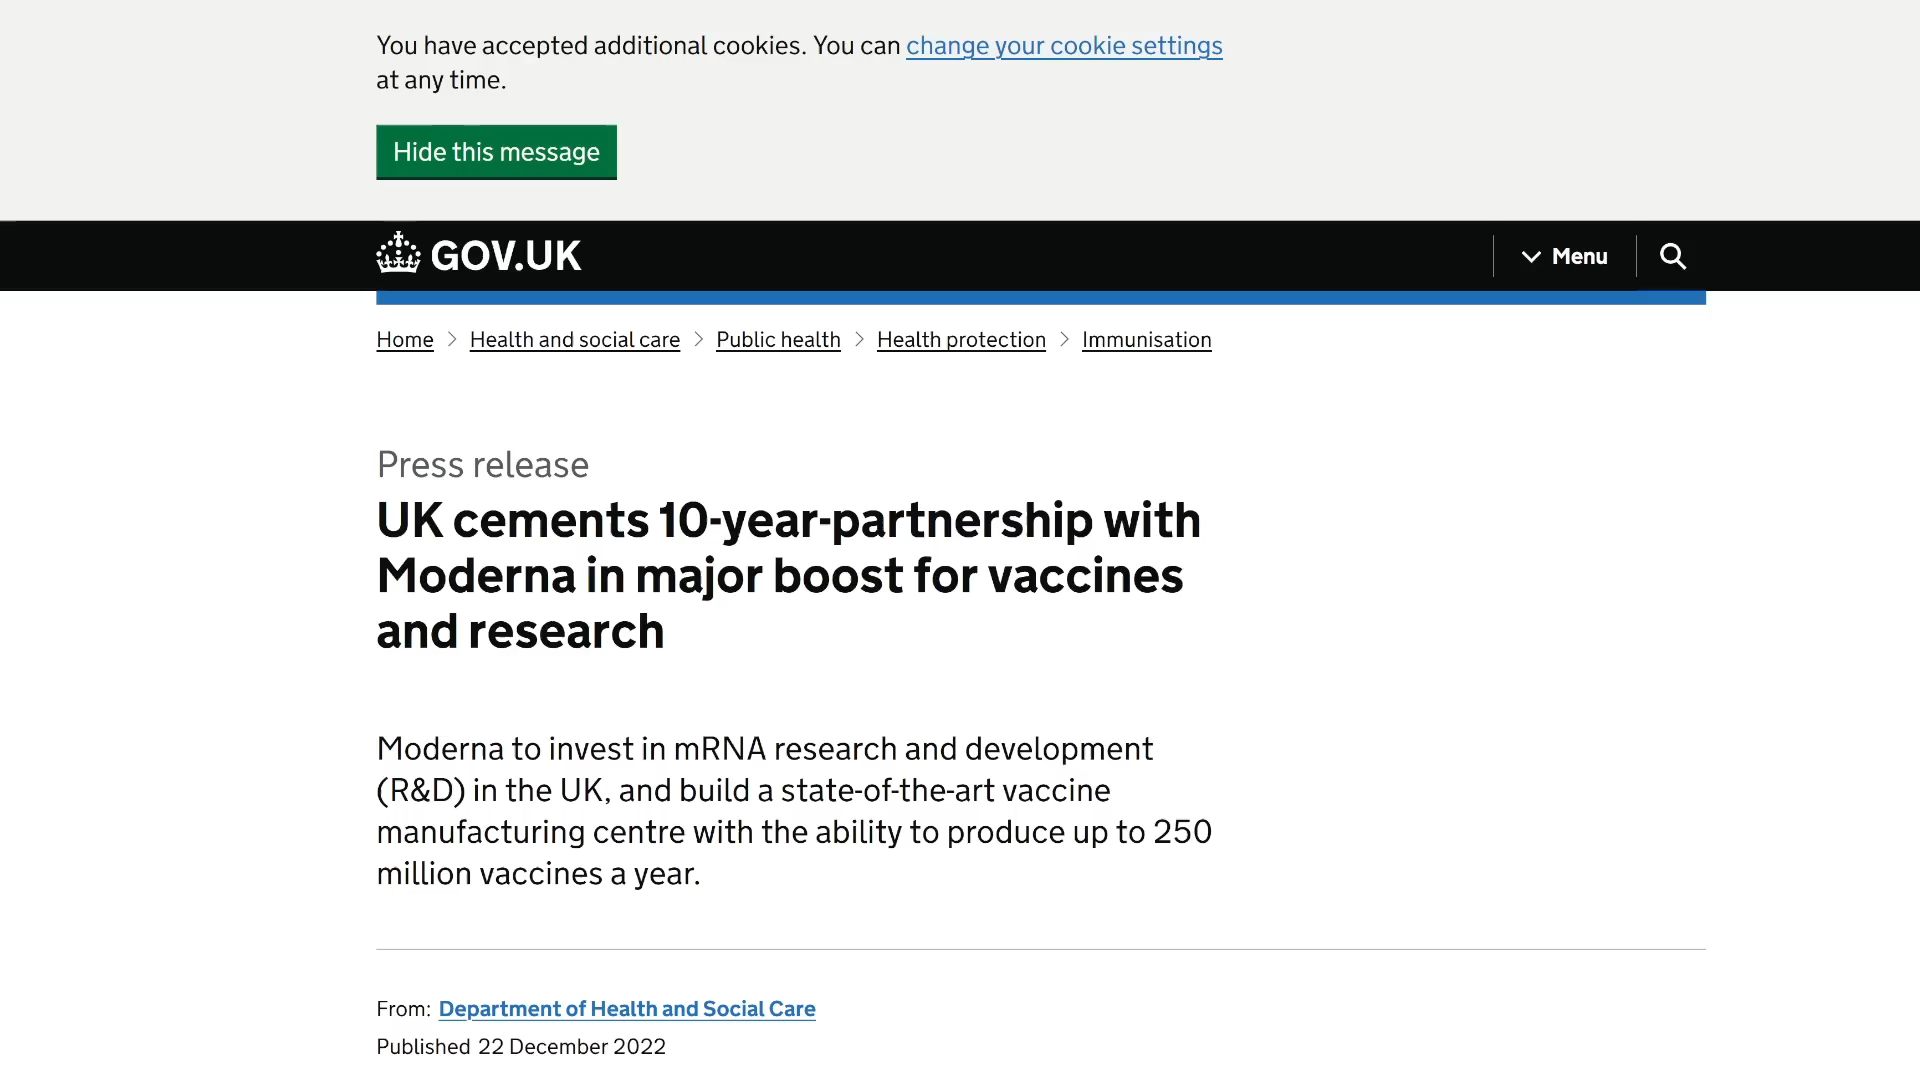 You have accepted additional cookies. You can change your cookie settings
at any time.
Hide this message
GOV.UK
Menu
Home
Health and social care
Public health
Health protection
Immunisation
Press release
UK cements 10-year-partnership with
Moderna in major boost for vaccines
and research
Moderna to invest in mRNA research and development
(R&D) in the UK, and build a state-of-the-art vaccine
manufacturing centre with the ability to produce up to 250
million vaccines a year.
From: Department of Health and Social Care
Published 22 December 2022